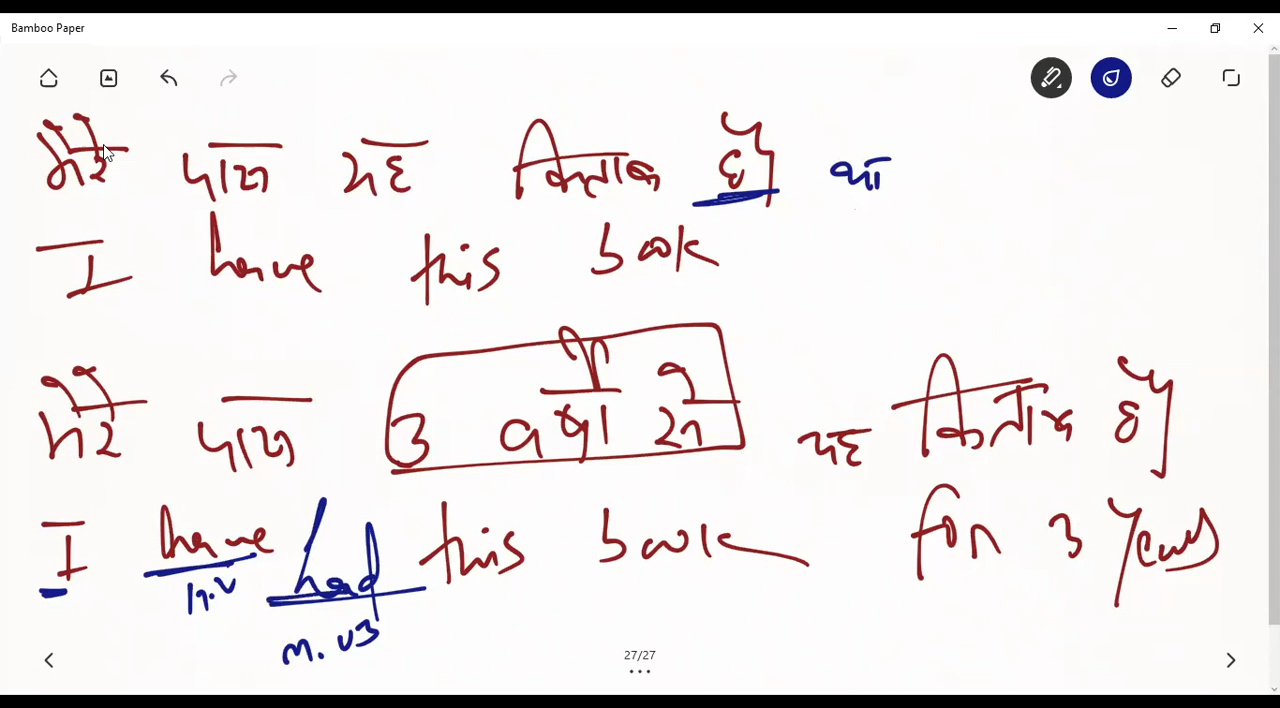 Bamboo Paper
मेरे पास यह किताब है था
I have this book
मेरे पास 3 वर्षो से यह किताब है
I have had this book for 3 years
H.V
M. V3
27/27